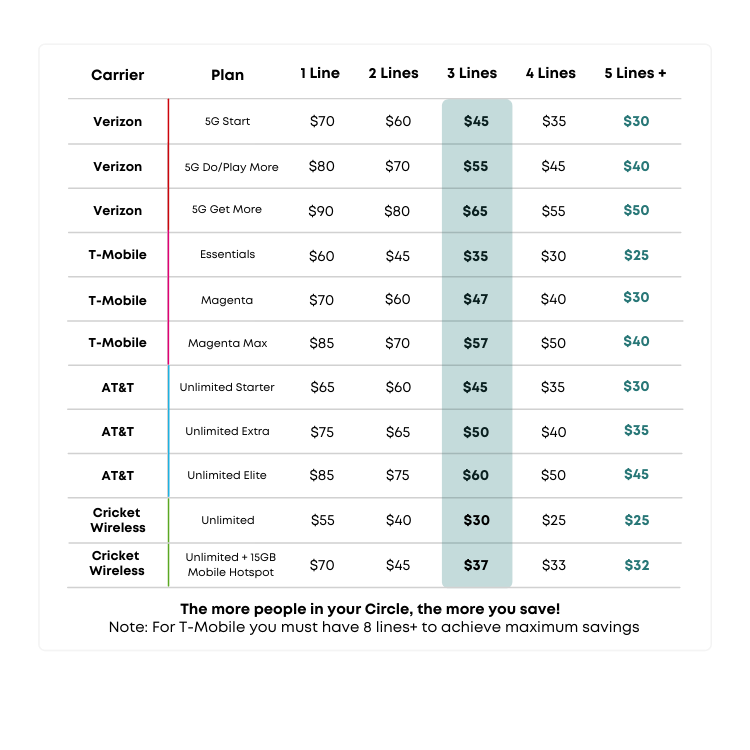 Carrier Plan 1 Line 2 Lines 3 Lines 4 Lines 5 Lines +
Verizon 5G Start $70 $60 $45 $35 $30
Verizon 5G Do/Play More $80 $70 $55 $45 $40
Verizon 5G Get More $90 $80 $65 $55 $50
T-Mobile Essentials $60 $45 $35 $30 $25
T-Mobile Magenta $70 $60 $47 $40 $30
T-Mobile Magenta Max $85 $70 $57 $50 $40
AT&T Unlimited Starter $65 $60 $45 $35 $30
AT&T Unlimited Extra $75 $65 $50 $40 $35
AT&T Unlimited Elite $85 $75 $60 $50 $45
Cricket
Wireless Unlimited $55 $40 $30 $25 $25
Cricket
Wireless Unlimited + 15GB
Mobile Hotspot $70 $45 $37 $33 $32
The more people in your Circle, the more you save!
Note: For T-Mobile you must have 8 lines+ to achieve maximum savings